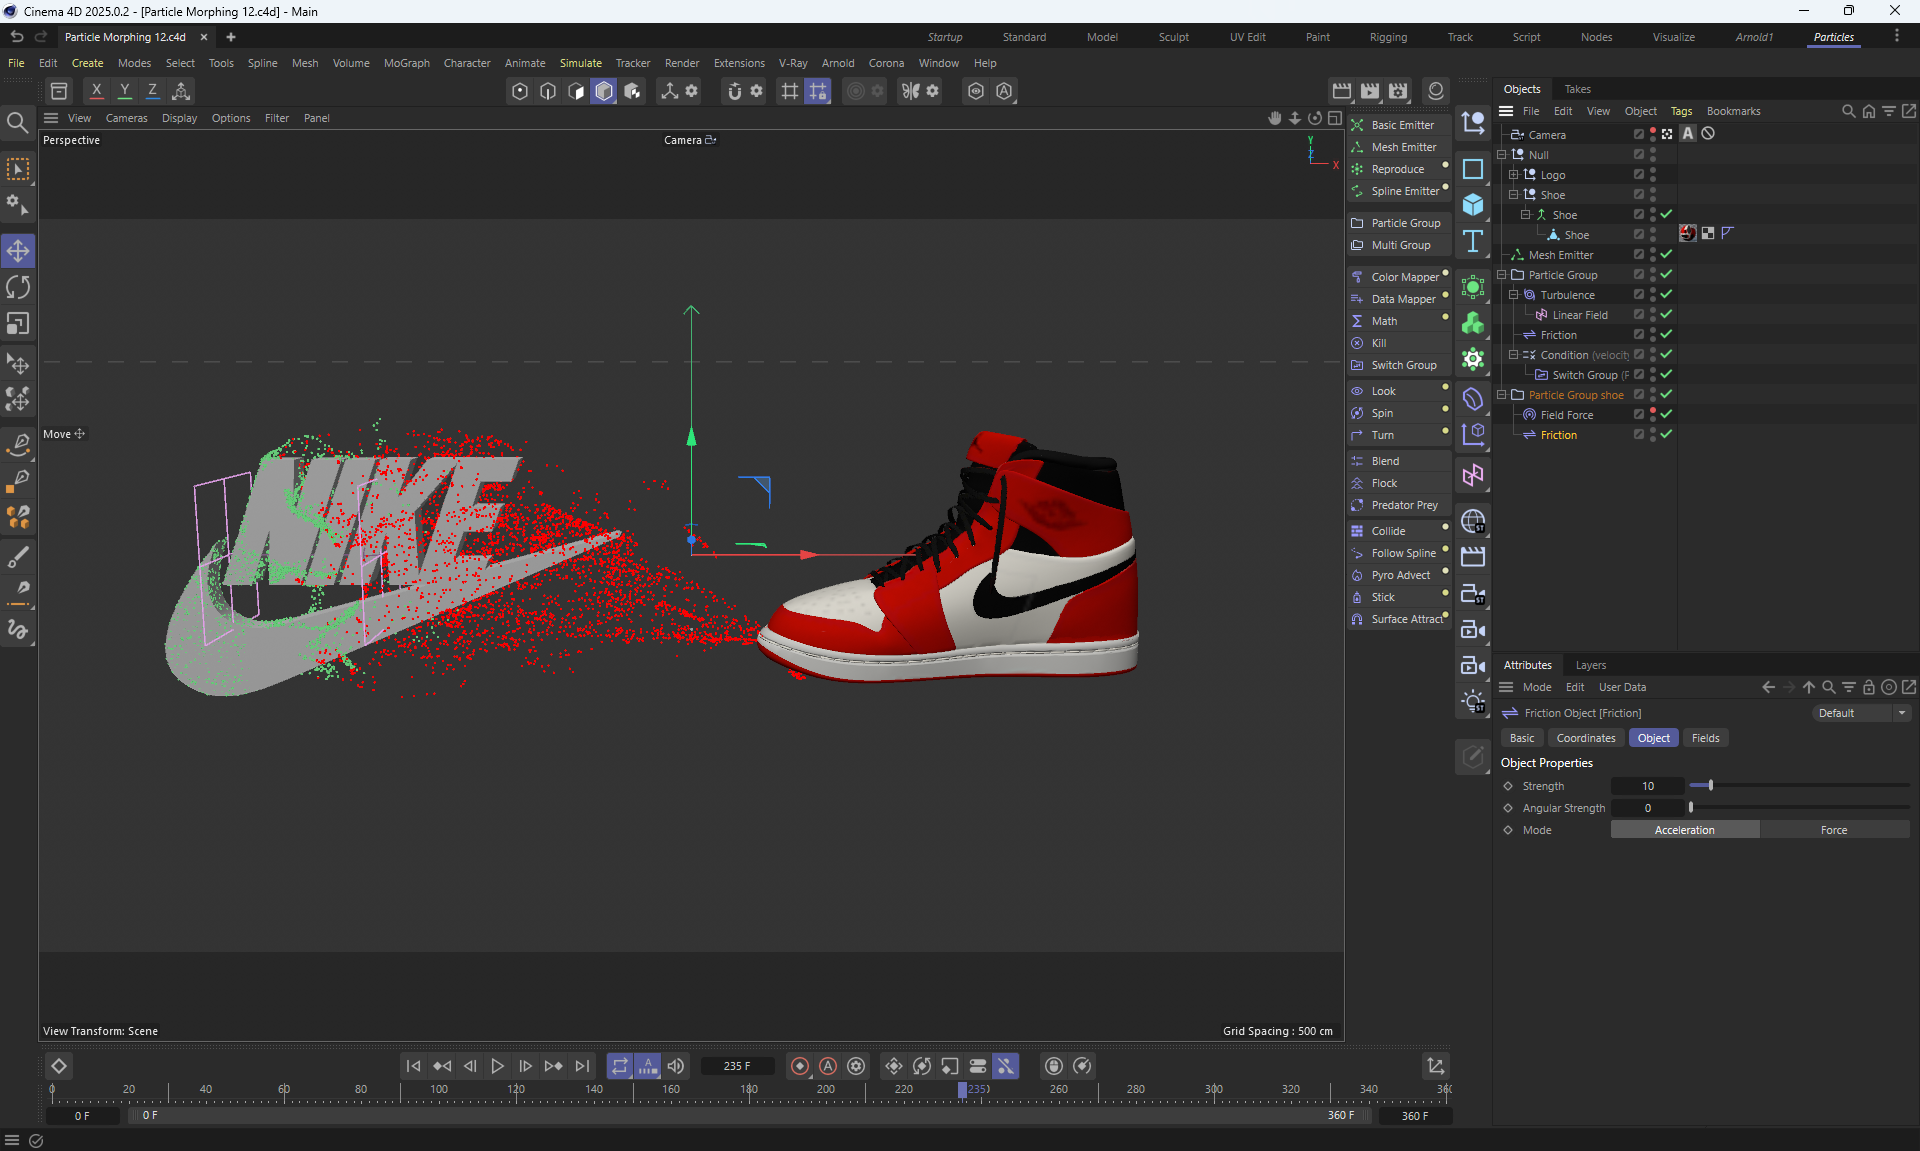 Cinema 4D 2025.0.2 - [Particle Morphing 12.c4d] - Main
Particle Morphing 12.c4d
Startup Standard Model Sculpt UV Edit Paint Rigging Track Script Nodes Visualize Arnold1 Particles
File Edit Create Modes Select Tools Spline Mesh Volume MoGraph Character Animate Simulate Tracker Render Extensions V-Ray Arnold Corona Window Help
X Y Z
View Cameras Display Options Filter Panel
Perspective
Camera
Y
Z
X
Move
NIKE
View Transform: Scene
Grid Spacing : 500 cm
Basic Emitter
Mesh Emitter
Reproduce
Spline Emitter
Particle Group
Multi Group
Color Mapper
Data Mapper
Math
Kill
Switch Group
Look
Spin
Turn
Blend
Flock
Predator Prey
Collide
Follow Spline
Pyro Advect
Stick
Surface Attract
ST
ST
ST
Objects Takes
File Edit View Object Tags Bookmarks
Camera
A
Null
Logo
Shoe
Shoe
Shoe
Mesh Emitter
Particle Group
Turbulence
Linear Field
Friction
Condition (velocit
Switch Group (F
Particle Group shoe
Field Force
Friction
Attributes Layers
Mode Edit User Data
Friction Object [Friction]
Default
Basic Coordinates Object Fields
Object Properties
Strength 10
Angular Strength 0
Mode Acceleration Force
235 F
0 20 40 60 80 100 120 140 160 180 200 220 235 260 280 300 320 340 36
0 F
0 F
360 F
360 F